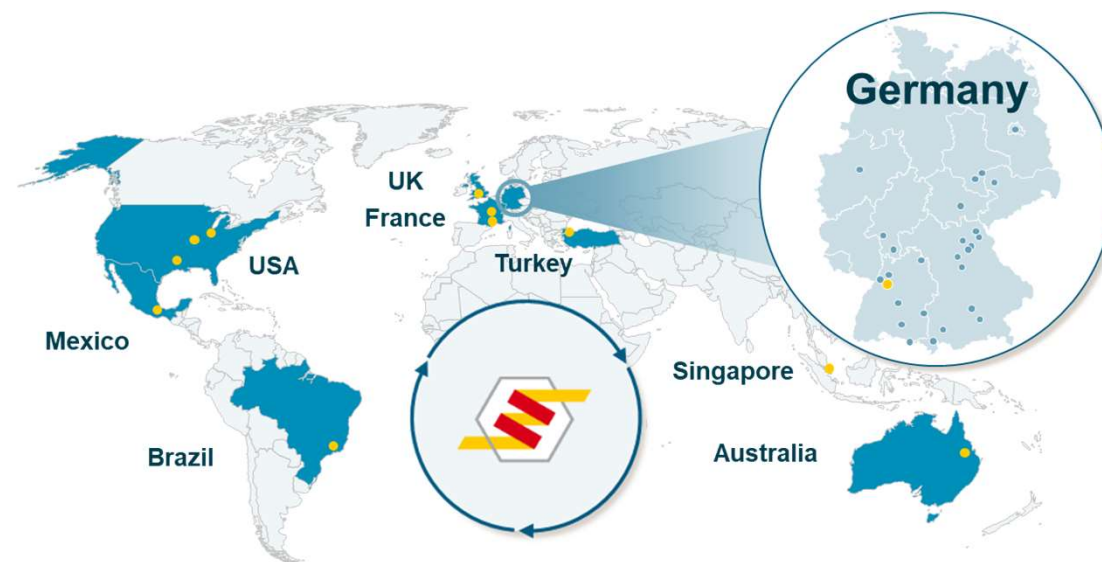 Germany
UK
France
USA
Turkey
Mexico
Singapore
Brazil
Australia